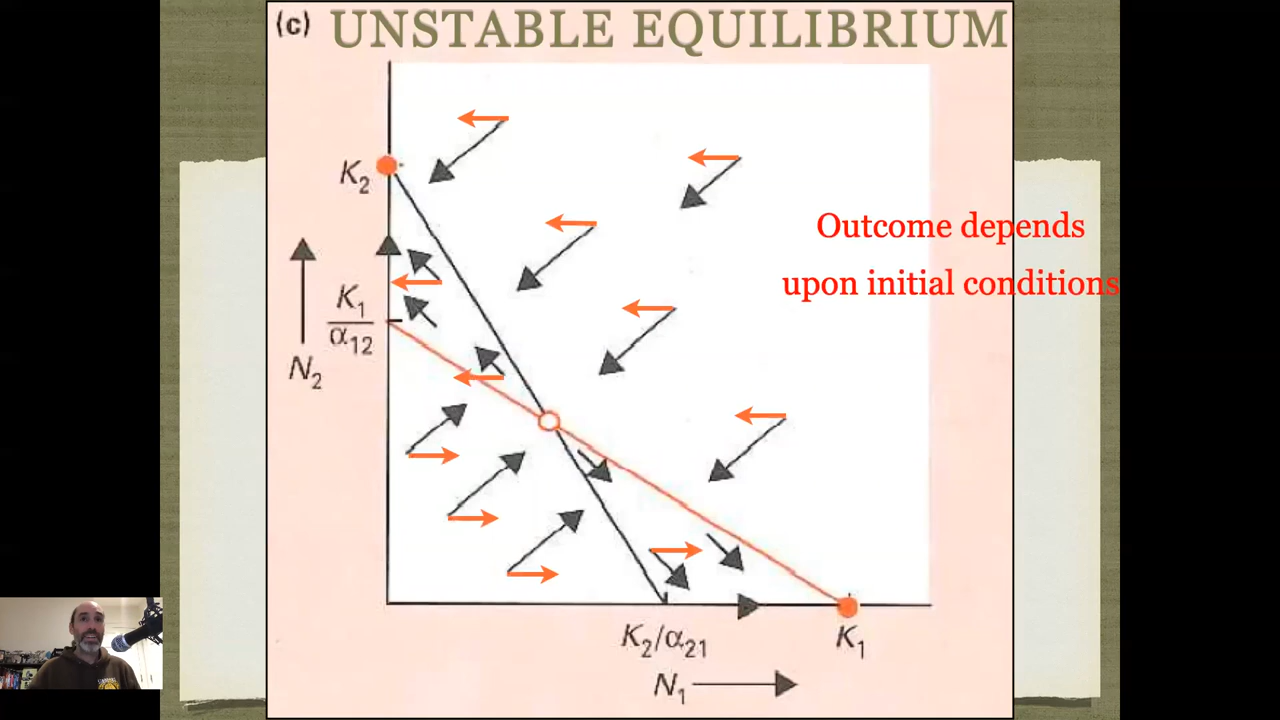 (c) UNSTABLE EQUILIBRIUM
K₂
Outcome depends
upon initial conditions
K₁
α₁₂
N₂
K₂/α₂₁
K₁
N₁